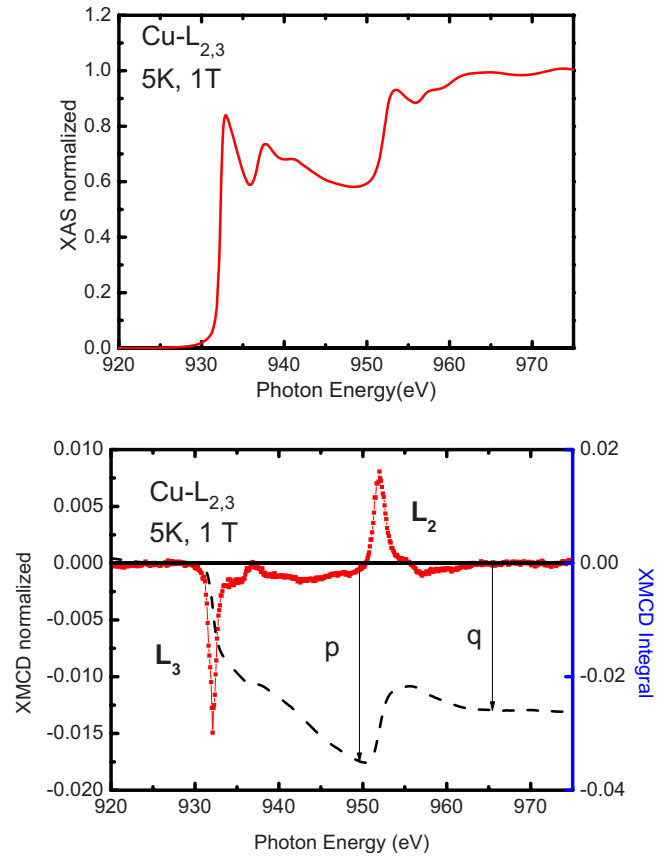 1.2
Cu-L2,3
5K, 1T
1.0
0.8
0.6
0.4
0.2
0.0
XAS normalized
920 930 940 950 960 970
Photon Energy(eV)
0.010
0.005
0.000
-0.005
-0.010
-0.015
-0.020
XMCD normalized
Cu-L2,3
5K, 1 T
L2
L3
p
q
0.02
0.00
-0.02
-0.04
XMCD Integral
920 930 940 950 960 970
Photon Energy (eV)